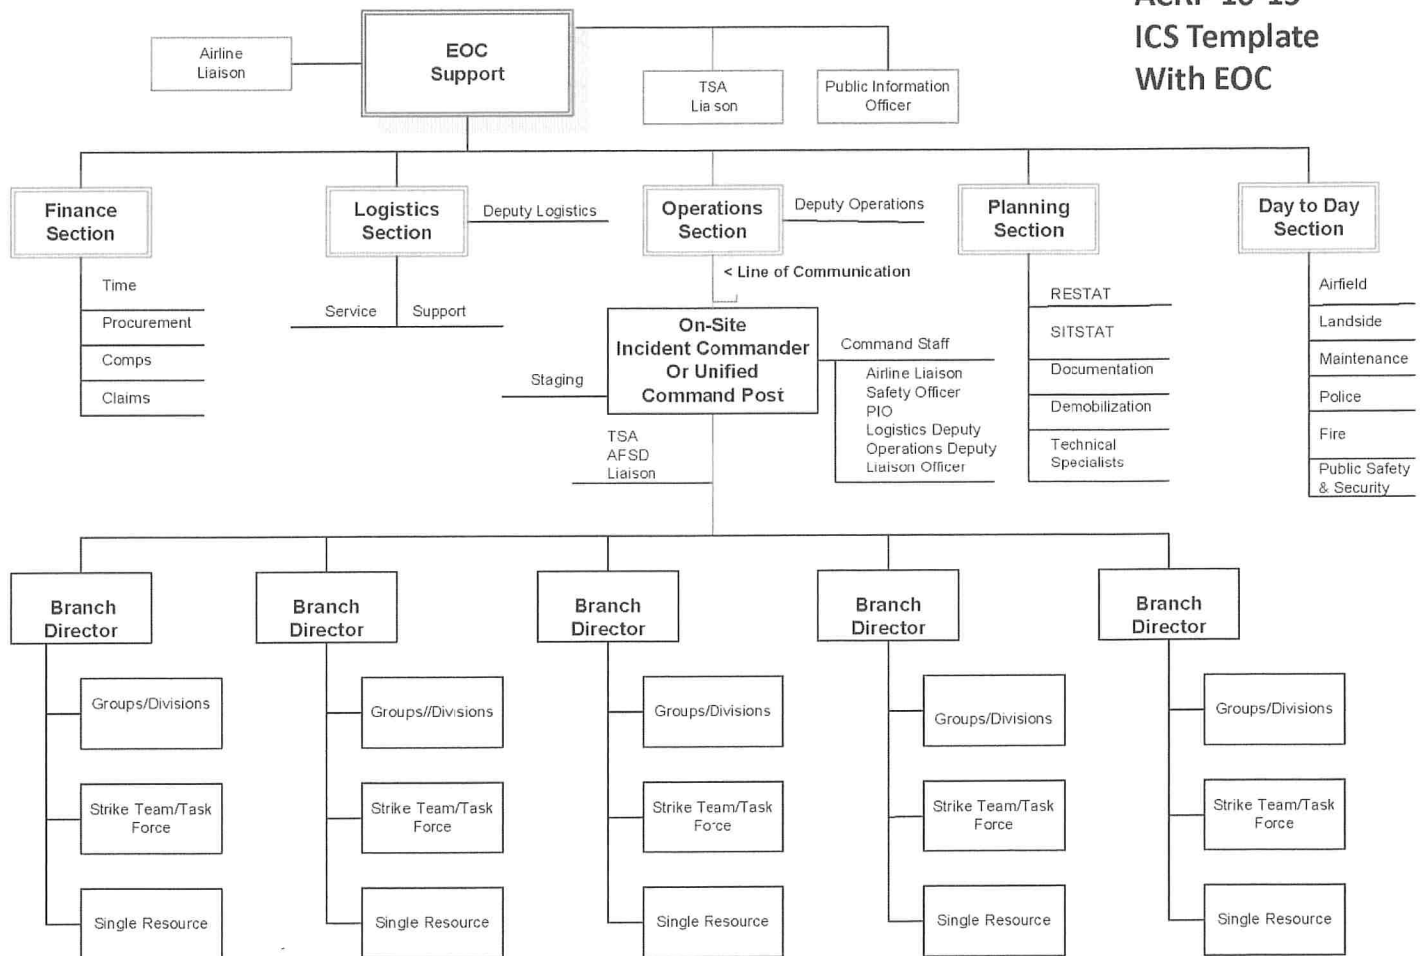 ICS Template
With EOC
EOC
Support
Airline
Liaison
TSA
Liaison
Public Information
Officer
Finance
Section
Logistics
Section
Deputy Logistics
Operations
Section
Deputy Operations
Planning
Section
Day to Day
Section
< Line of Communication
Time
Procurement
Comps
Claims
Service
Support
On-Site
Incident Commander
Or Unified
Command Post
Staging
TSA
AFSD
Liaison
Command Staff
Airline Liaison
Safety Officer
PIO
Logistics Deputy
Operations Deputy
Liaison Officer
RESTAT
SITSTAT
Documentation
Demobilization
Technical
Specialists
Airfield
Landside
Maintenance
Police
Fire
Public Safety
& Security
Branch
Director
Branch
Director
Branch
Director
Branch
Director
Branch
Director
Groups/Divisions
Groups//Divisions
Groups/Divisions
Groups/Divisions
Groups/Divisions
Strike Team/Task
Force
Strike Team/Task
Force
Strike Team/Task
Force
Strike Team/Task
Force
Strike Team/Task
Force
Single Resource
Single Resource
Single Resource
Single Resource
Single Resource